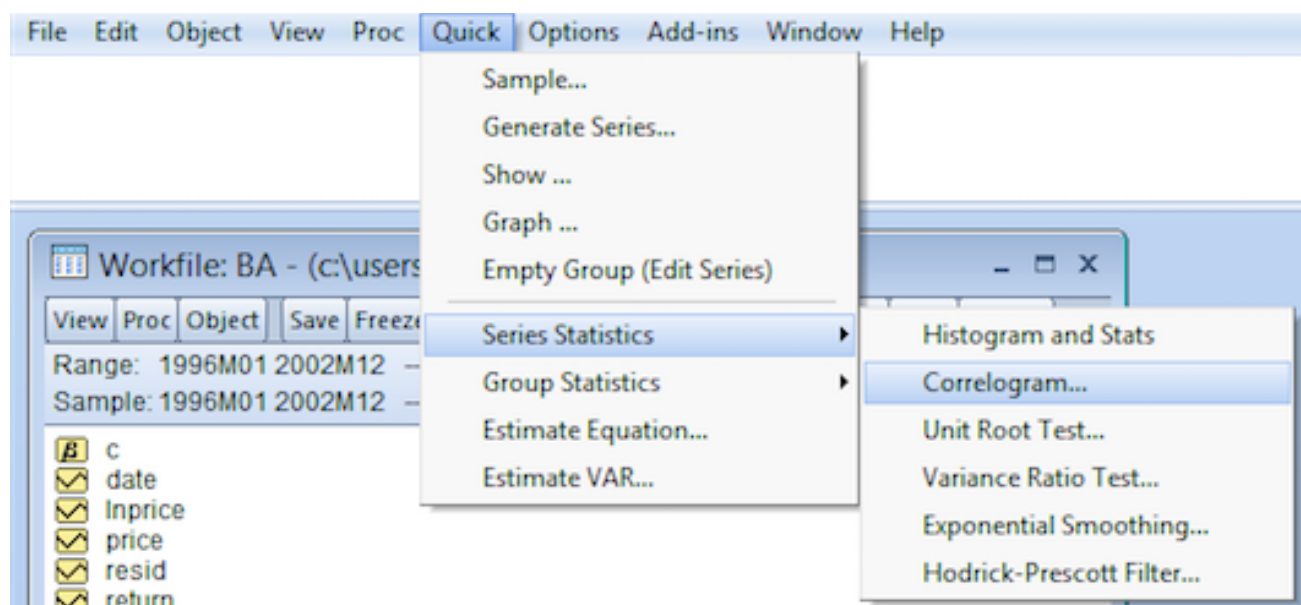 File Edit Object View Proc Quick Options Add-ins Window Help
Sample...
Generate Series...
Show ...
Graph ...
Empty Group (Edit Series)
Series Statistics
Group Statistics
Estimate Equation...
Estimate VAR...
Histogram and Stats
Correlogram...
Unit Root Test...
Variance Ratio Test...
Exponential Smoothing...
Hodrick-Prescott Filter...
Workfile: BA - (c:\users
View Proc Object Save Freeze
Range: 1996M01 2002M12 --
Sample: 1996M01 2002M12 --
β c
date
lnprice
price
resid
return